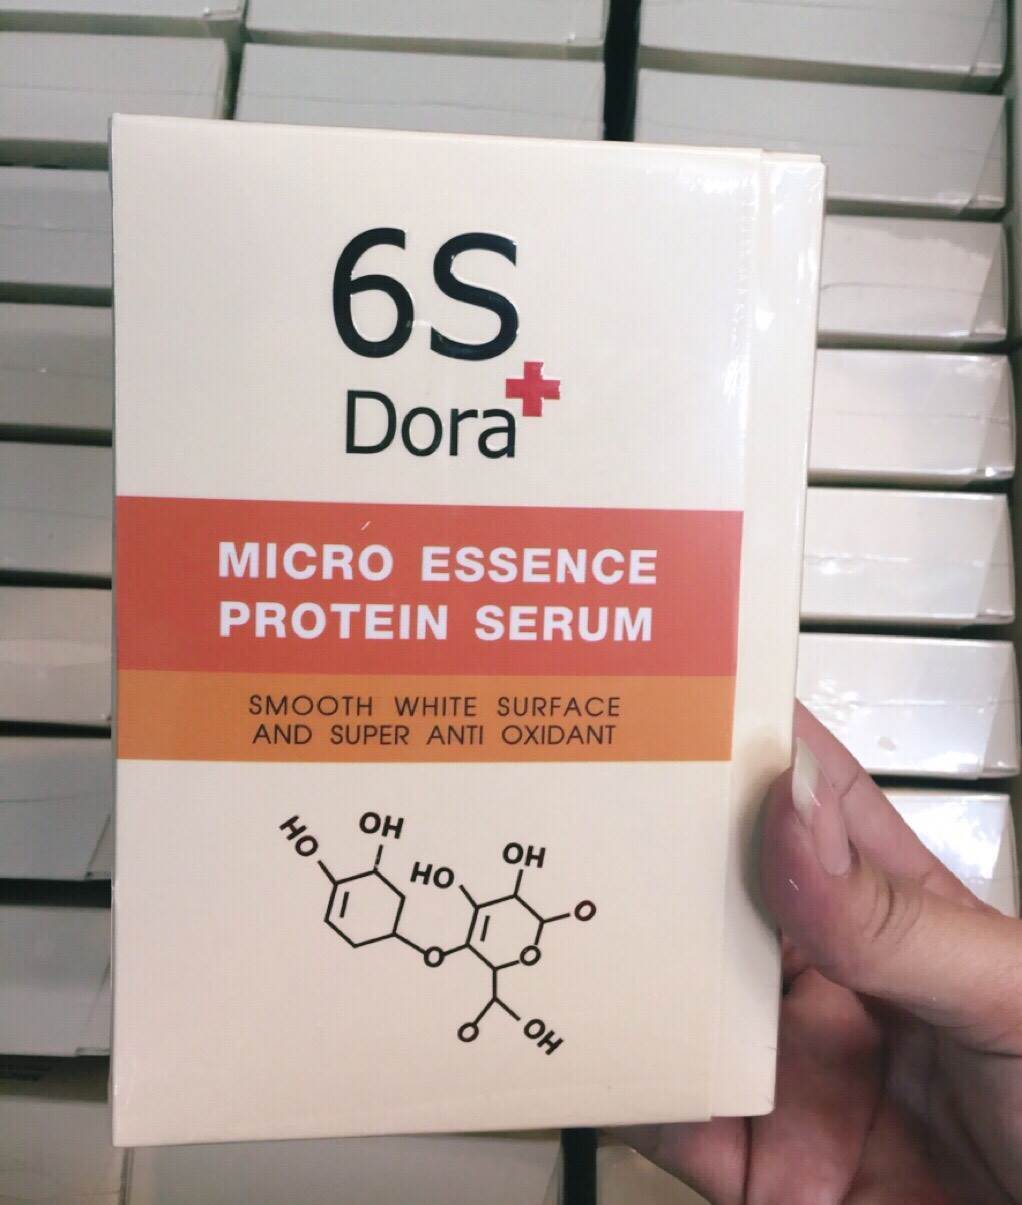 6S
Dora
MICRO ESSENCE
PROTEIN SERUM
SMOOTH WHITE SURFACE
AND SUPER ANTI OXIDANT
HO
OH
HO
OH
O
O
O
O
OH